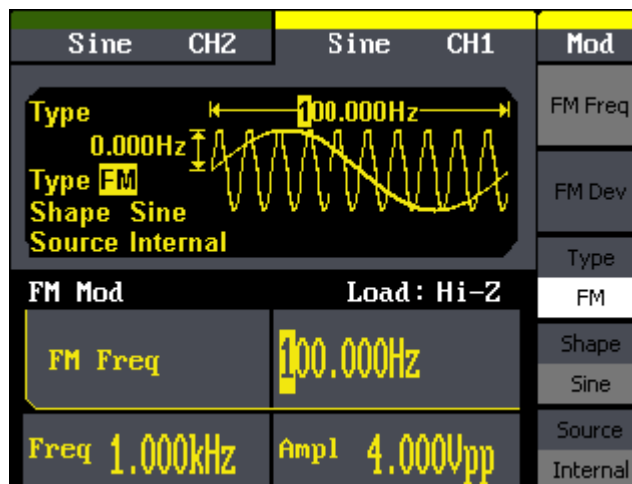 Sine CH2 Sine CH1 Mod
Type 100.000Hz
0.000Hz
Type FM
Shape Sine
Source Internal
FM Freq
FM Dev
Type
FM
Shape
Sine
Source
Internal
FM Mod Load: Hi-Z
FM Freq 100.000Hz
Freq 1.000kHz Ampl 4.000Vpp